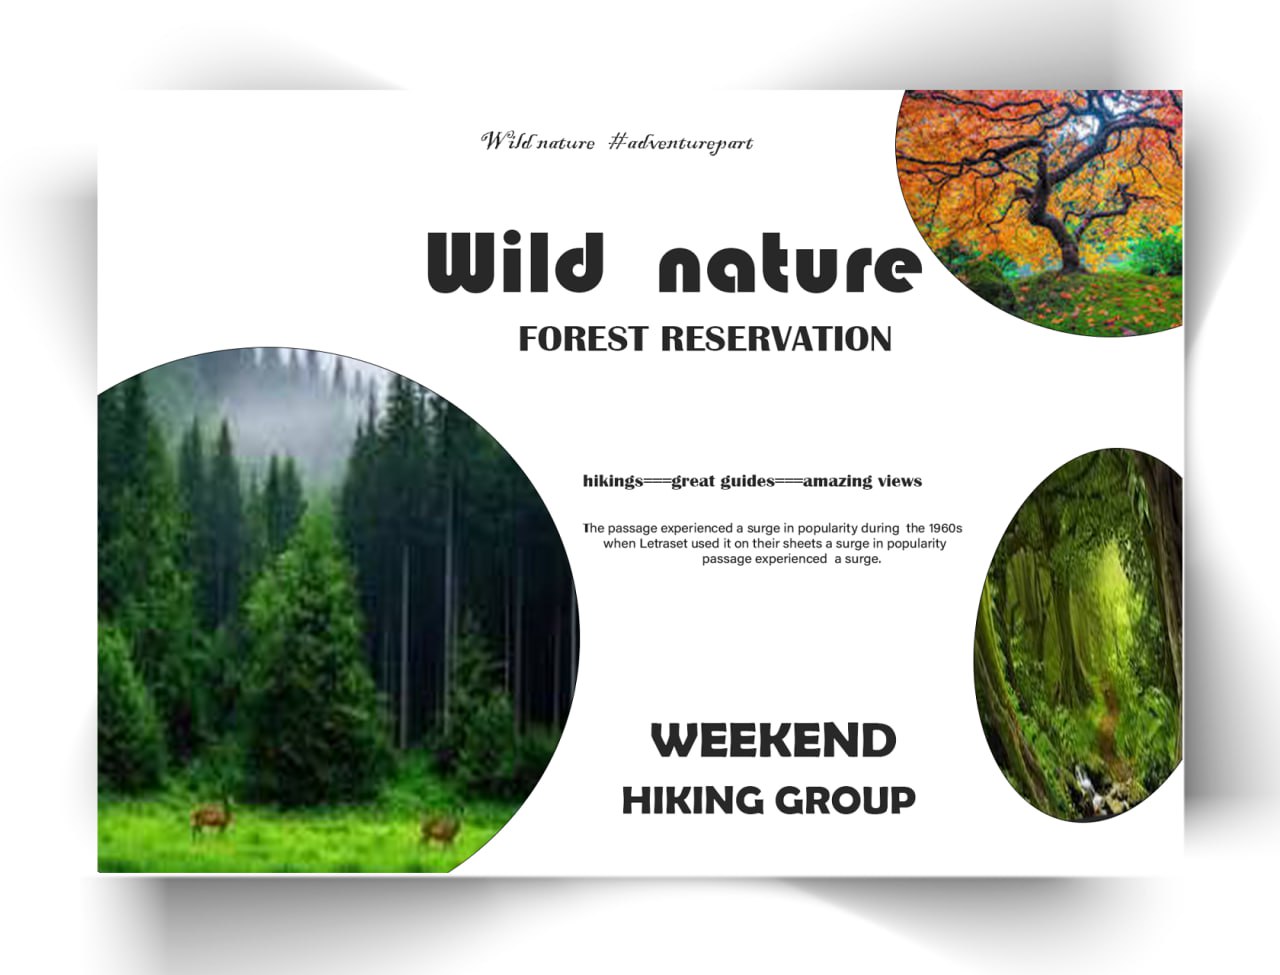 Wild nature #adventurepart
Wild nature
FOREST RESERVATION
hikings===great guides===amazing views
The passage experienced a surge in popularity during the 1960s
when Letraset used it on their sheets a surge in popularity
passage experienced a surge.
WEEKEND
HIKING GROUP